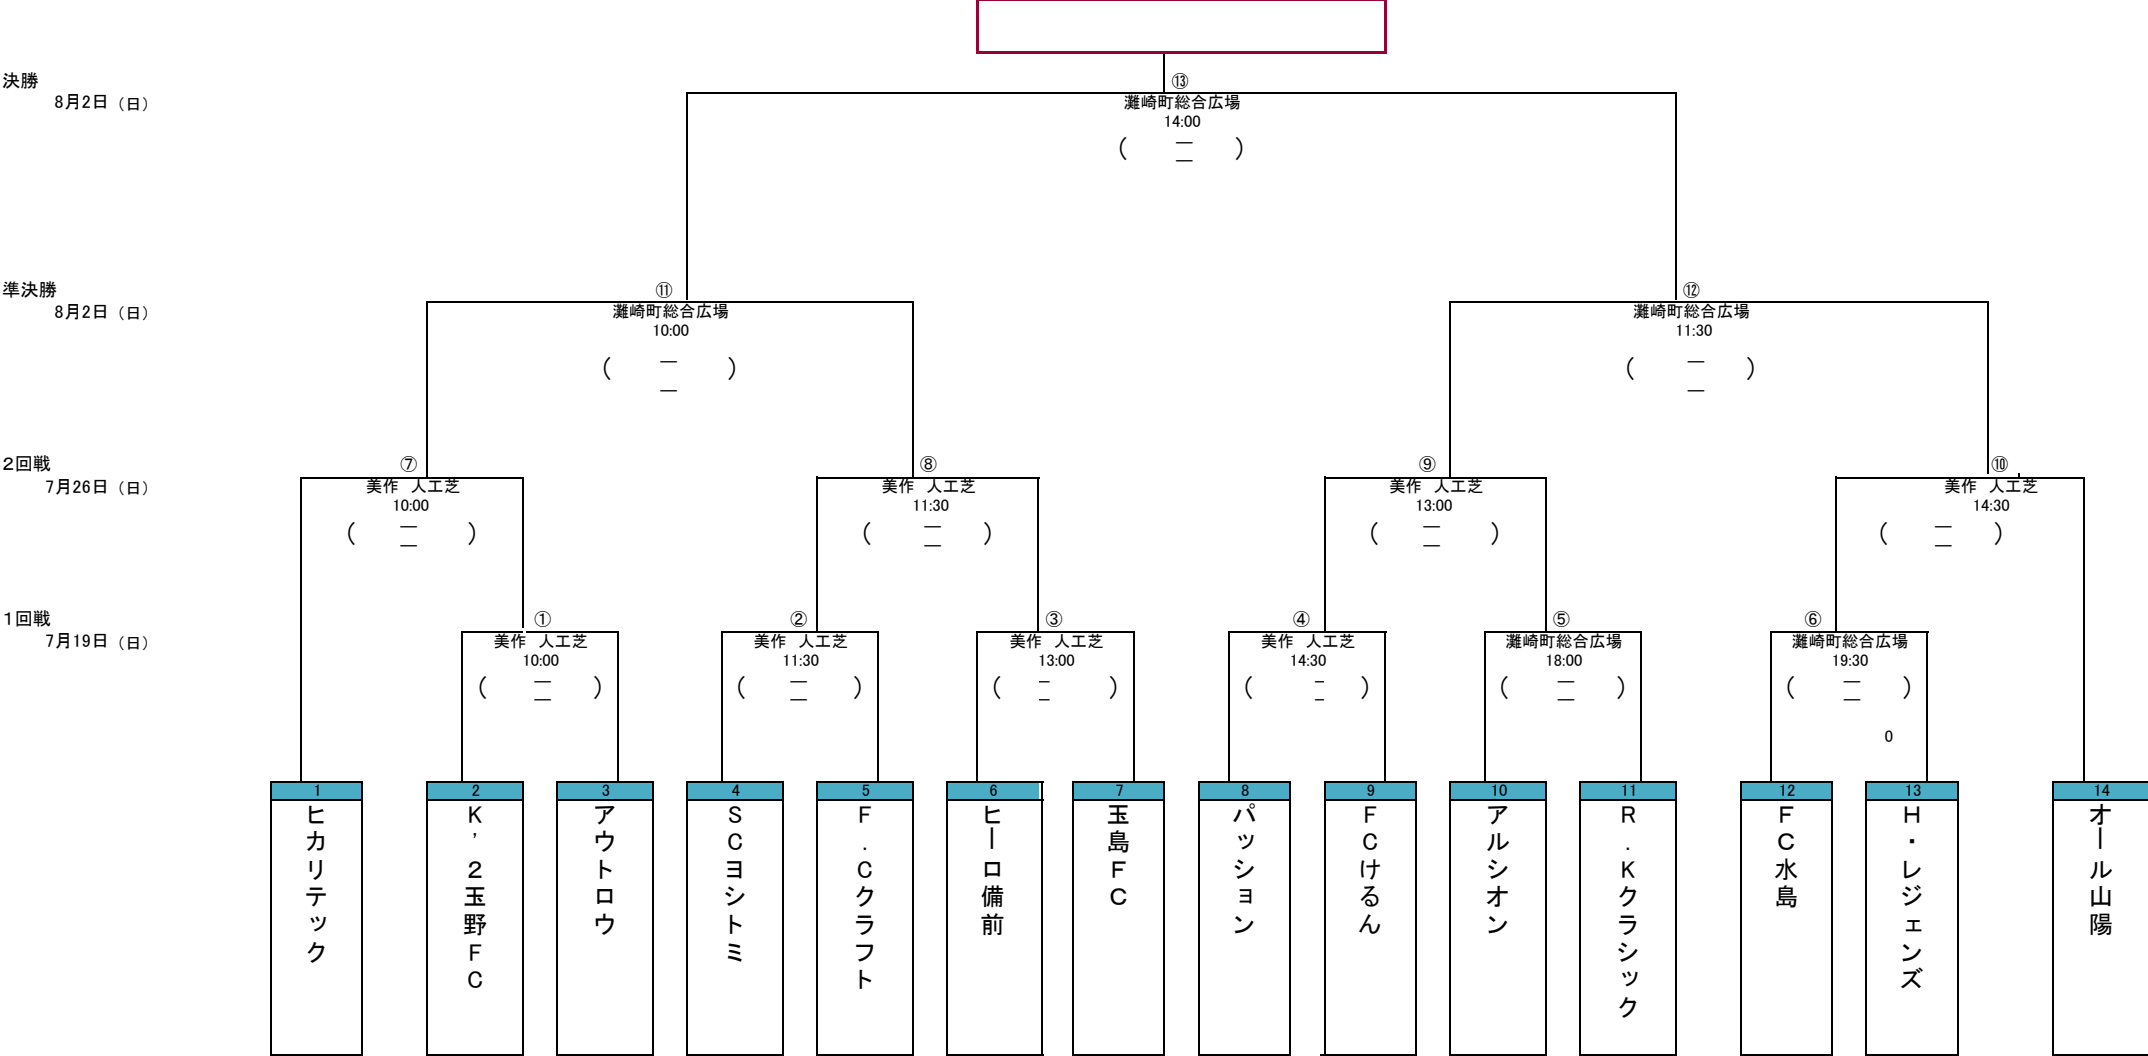 ⑬
決勝
8月2日（日）
灘崎町総合広場
14:00
（　―　）
―
準決勝
8月2日（日）
⑪
灘崎町総合広場
10:00
（　―　）
―
⑫
灘崎町総合広場
11:30
（　―　）
―
２回戦
7月26日（日）
⑦
美作　人工芝
10:00
（　―　）
―
⑧
美作　人工芝
11:30
（　―　）
―
⑨
美作　人工芝
13:00
（　―　）
―
⑩
美作　人工芝
14:30
（　―　）
―
１回戦
7月19日（日）
①
美作　人工芝
10:00
（　―　）
―
②
美作　人工芝
11:30
（　―　）
―
③
美作　人工芝
13:00
（　－　）
－
④
美作　人工芝
14:30
（　－　）
－
⑤
灘崎町総合広場
18:00
（　―　）
―
⑥
灘崎町総合広場
19:30
（　―　）
―
0
1
ヒカリテック
2
Ｋ’２玉野ＦＣ
3
アウトロウ
4
ＳＣヨシトミ
5
Ｆ．Ｃクラフト
6
ヒーロ備前
7
玉島ＦＣ
8
パッション
9
ＦＣけるん
10
アルシオン
11
Ｒ．Ｋクラシック
12
ＦＣ水島
13
Ｈ・レジェンズ
14
オール山陽